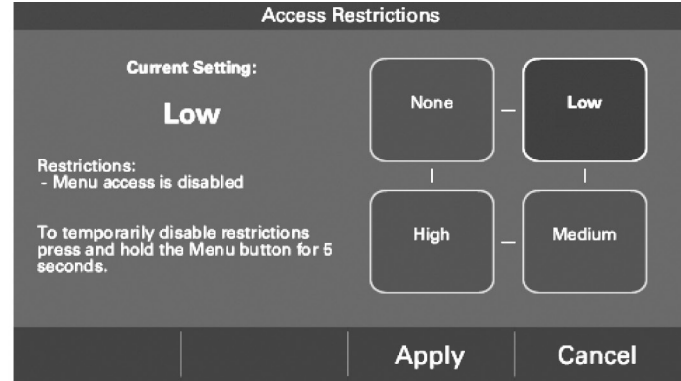 Access Restrictions
Current Setting:
Low
Restrictions:
- Menu access is disabled
To temporarily disable restrictions
press and hold the Menu button for 5
seconds.
None
Low
High
Medium
Apply
Cancel